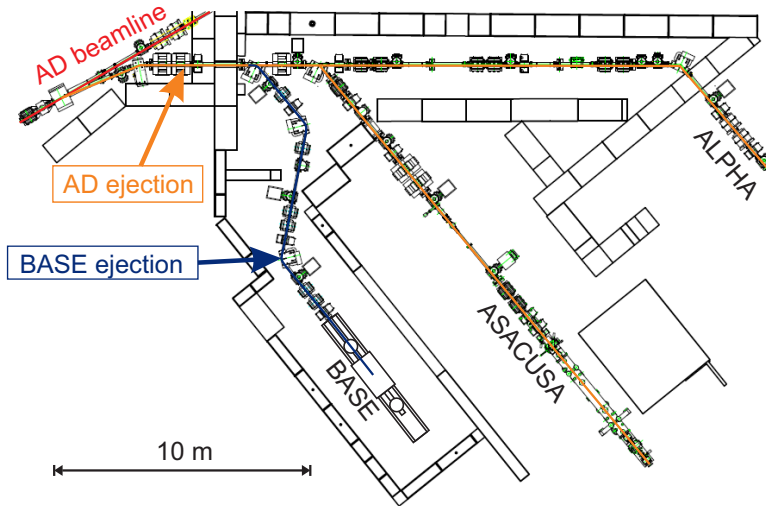 AD beamline
AD ejection
ALPHA
BASE ejection
ASACUSA
BASE
10 m